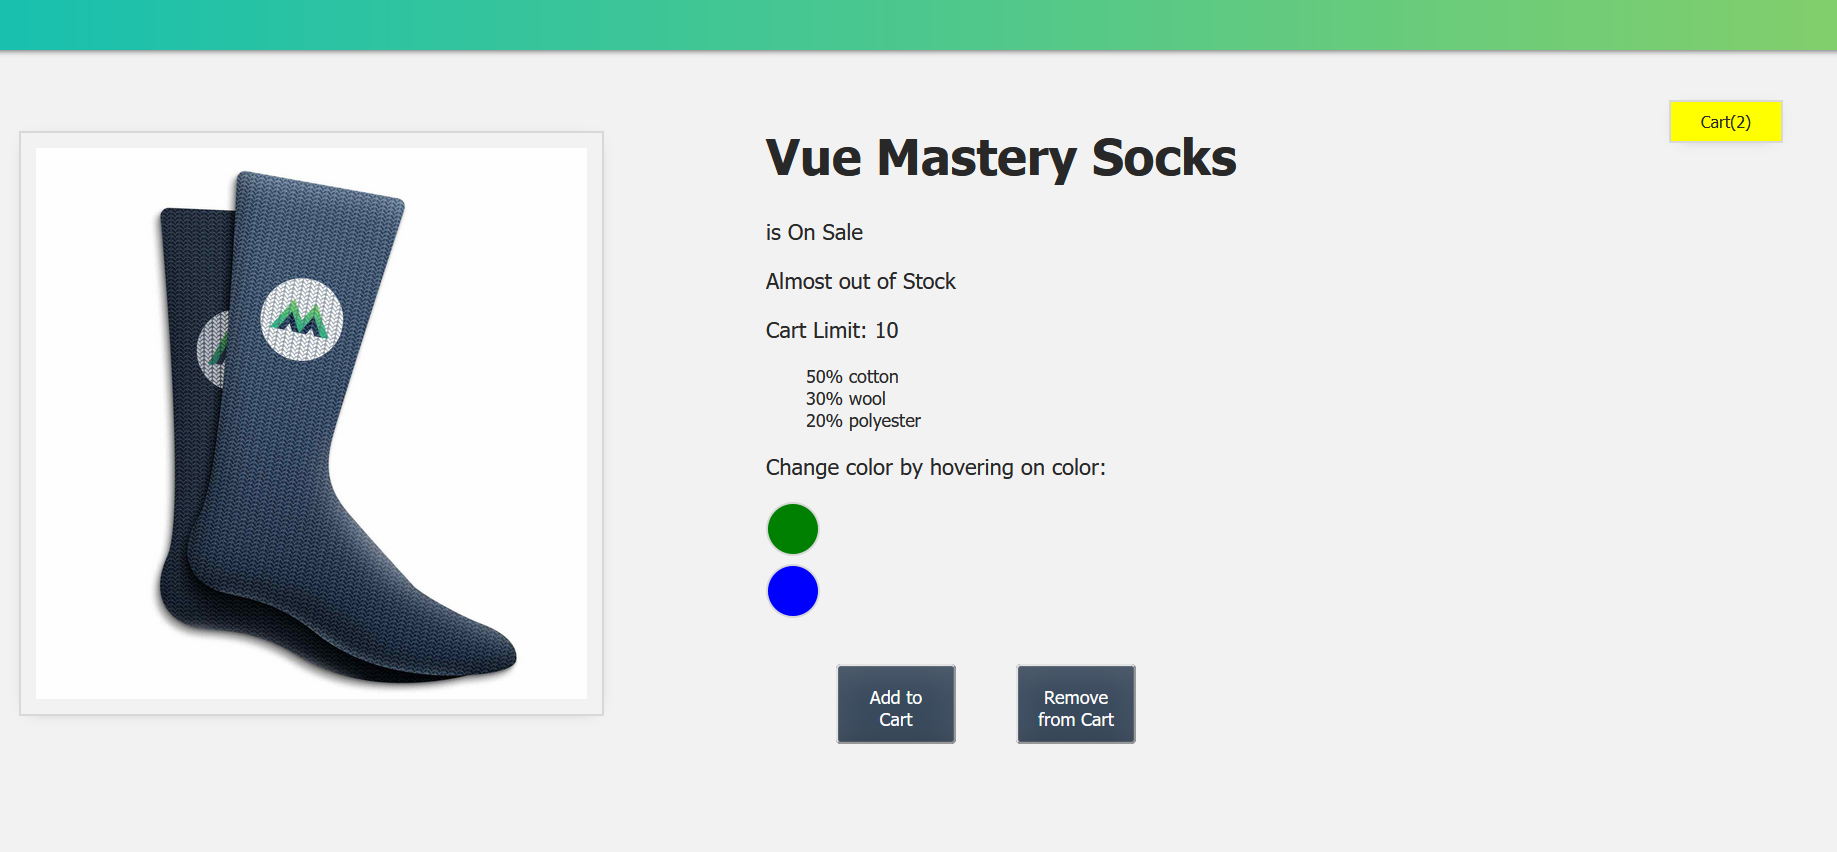 Cart(2)
Vue Mastery Socks
is On Sale
Almost out of Stock
Cart Limit: 10
50% cotton
30% wool
20% polyester
Change color by hovering on color:
Add to
Cart
Remove
from Cart